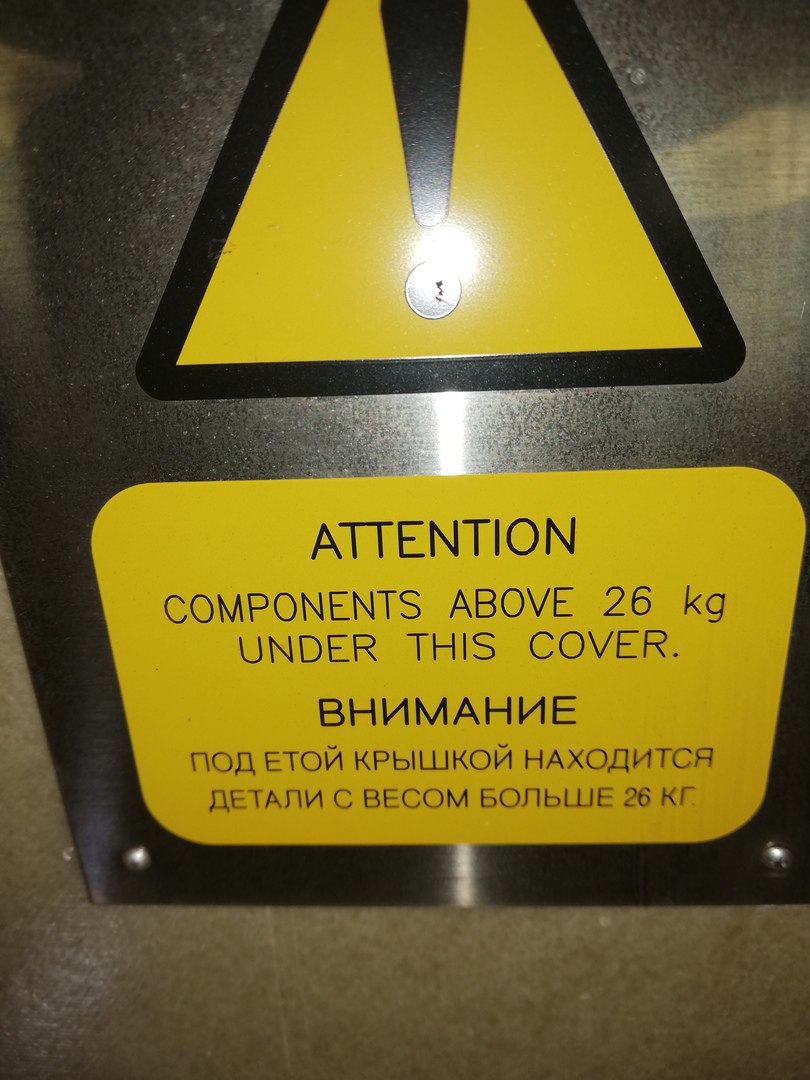 ATTENTION
COMPONENTS ABOVE 26 kg
UNDER THIS COVER.
ВНИМАНИЕ
ПОД ЕТОЙ КРЫШКОЙ НАХОДИТСЯ
ДЕТАЛИ С ВЕСОМ БОЛЬШЕ 26 КГ.